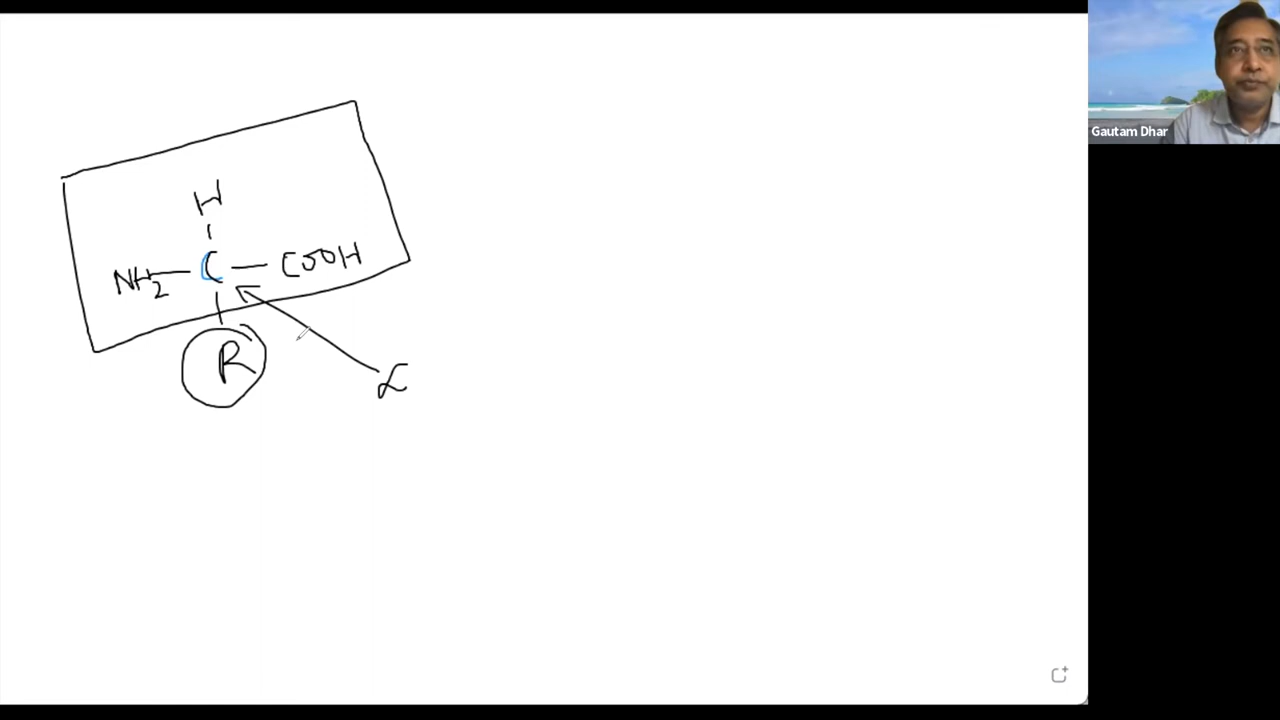 H
NH2 — C — COOH
R
α
Gautam Dhar